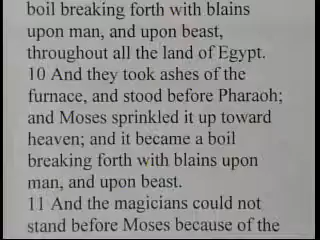 boil breaking forth with blains
upon man, and upon beast,
throughout all the land of Egypt.
10 And they took ashes of the
furnace, and stood before Pharaoh;
and Moses sprinkled it up toward
heaven; and it became a boil
breaking forth with blains upon
man, and upon beast.
11 And the magicians could not
stand before Moses because of the